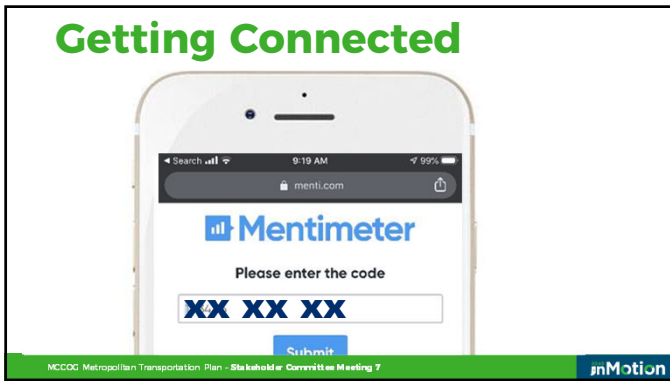 Getting Connected
◄ Search 9:19 AM 99%
menti.com
Mentimeter
Please enter the code
XX XX XX
Submit
MCCOG Metropolitan Transportation Plan - Stakeholder Committee Meeting 7
inMotion